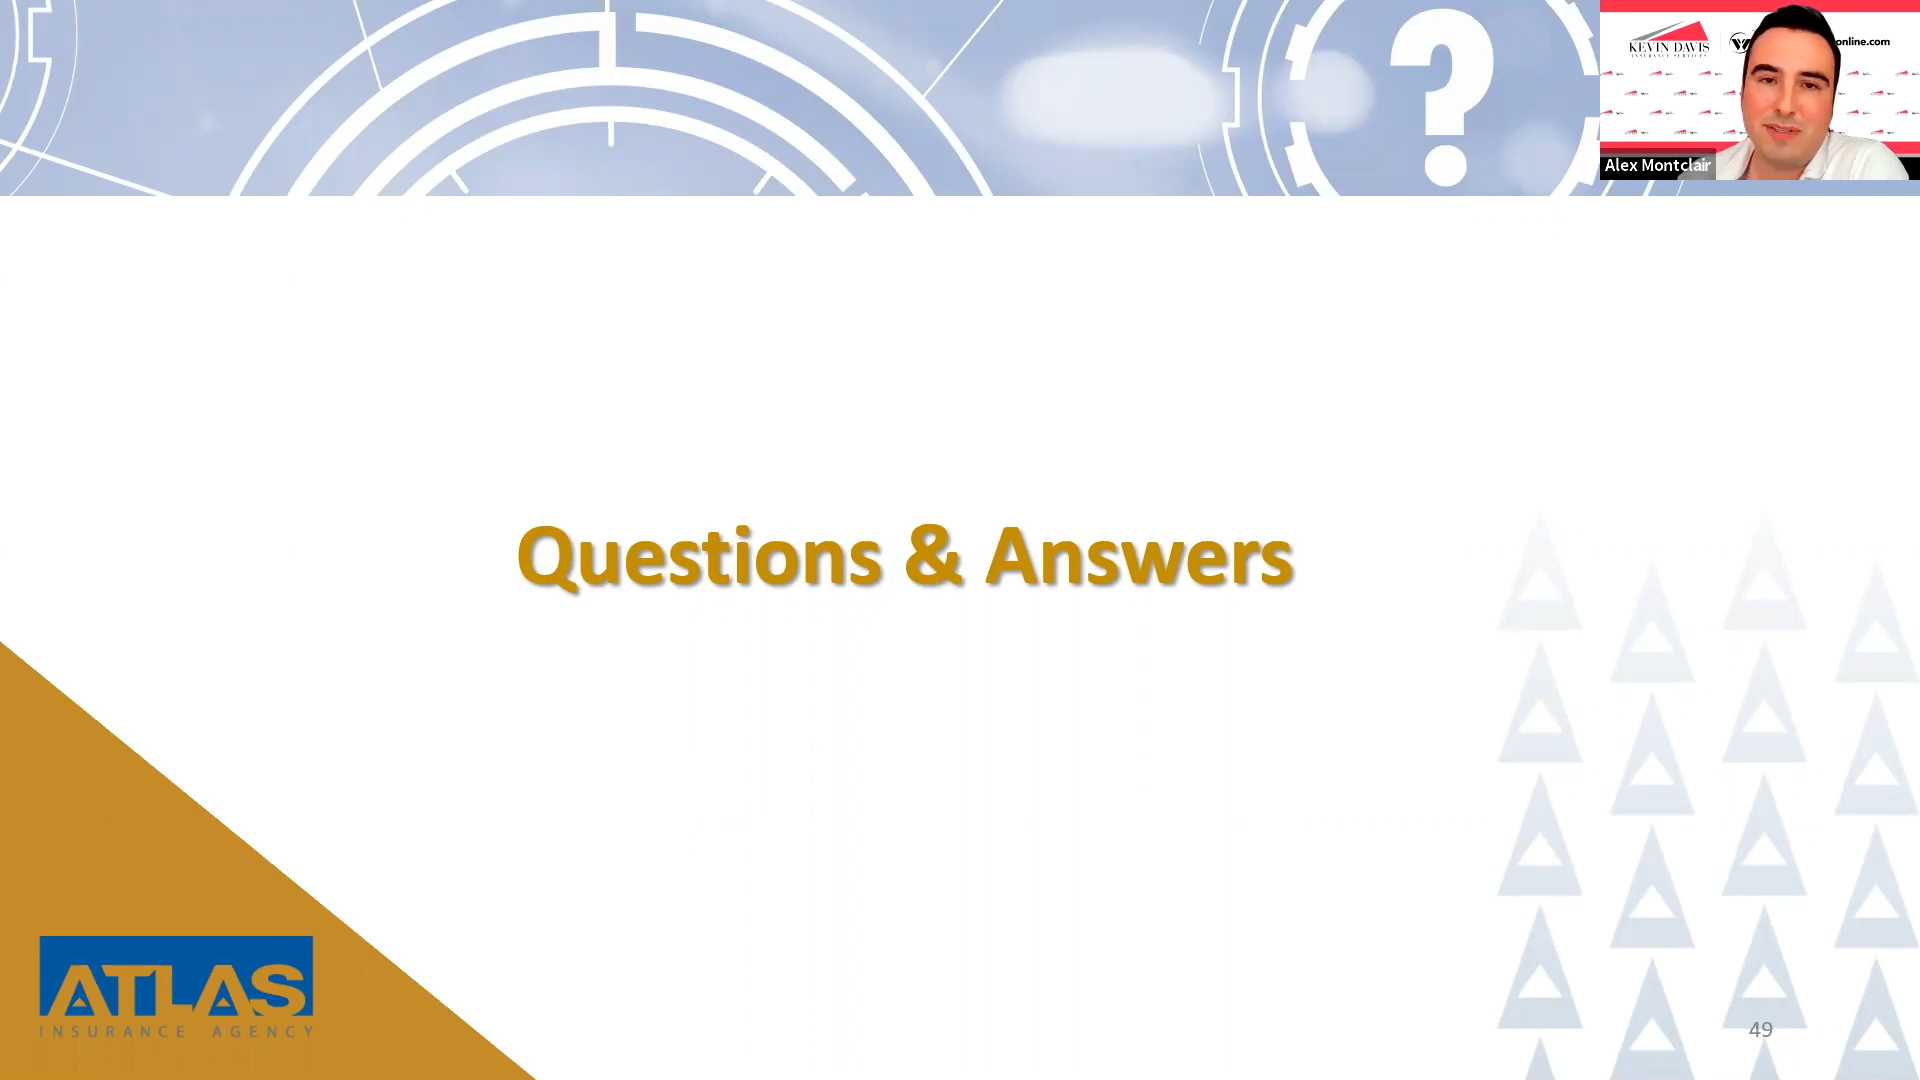 ?
KEVIN DAVIS
INSURANCE SERVICES
online.com
Alex Montclair
Questions & Answers
ATLAS
INSURANCE AGENCY
49